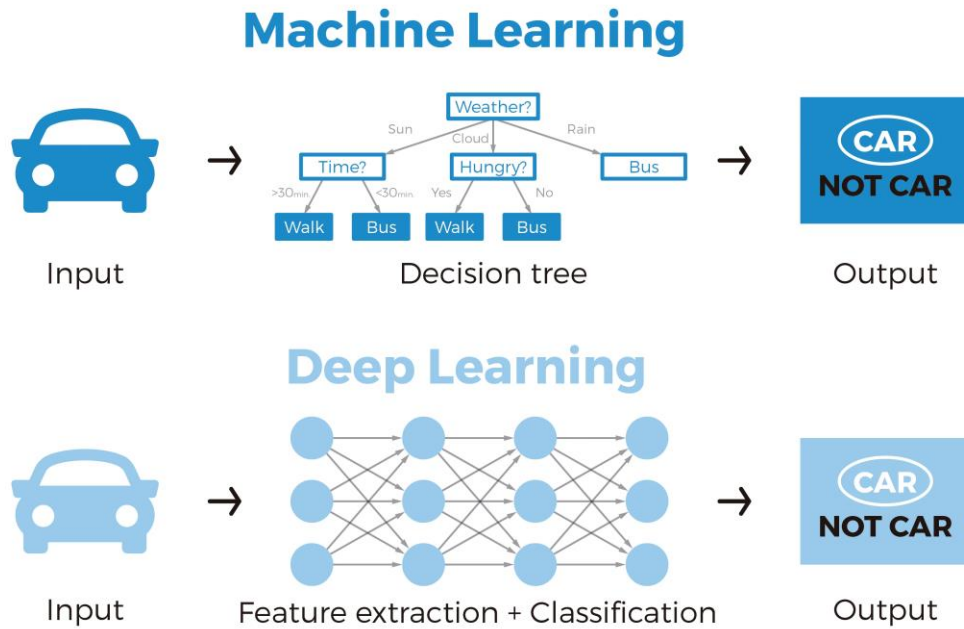 Machine Learning
Weather?
Sun
Cloud
Rain
Time?
Hungry?
Bus
>30min.
<30min.
Yes
No
Walk
Bus
Walk
Bus
CAR
NOT CAR
Input
Decision tree
Output
Deep Learning
CAR
NOT CAR
Input
Feature extraction + Classification
Output